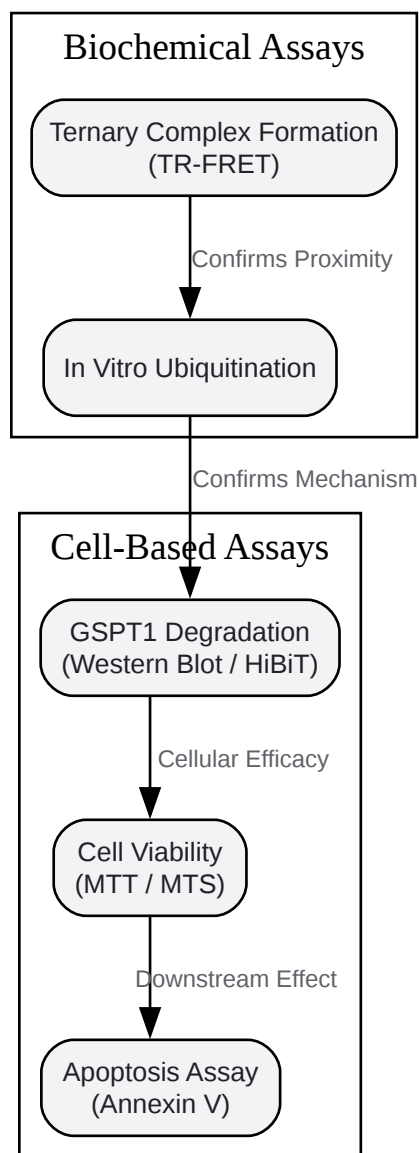 Biochemical Assays
Ternary Complex Formation
(TR-FRET)
Confirms Proximity
In Vitro Ubiquitination
Confirms Mechanism
Cell-Based Assays
GSPT1 Degradation
(Western Blot / HiBiT)
Cellular Efficacy
Cell Viability
(MTT / MTS)
Downstream Effect
Apoptosis Assay
(Annexin V)